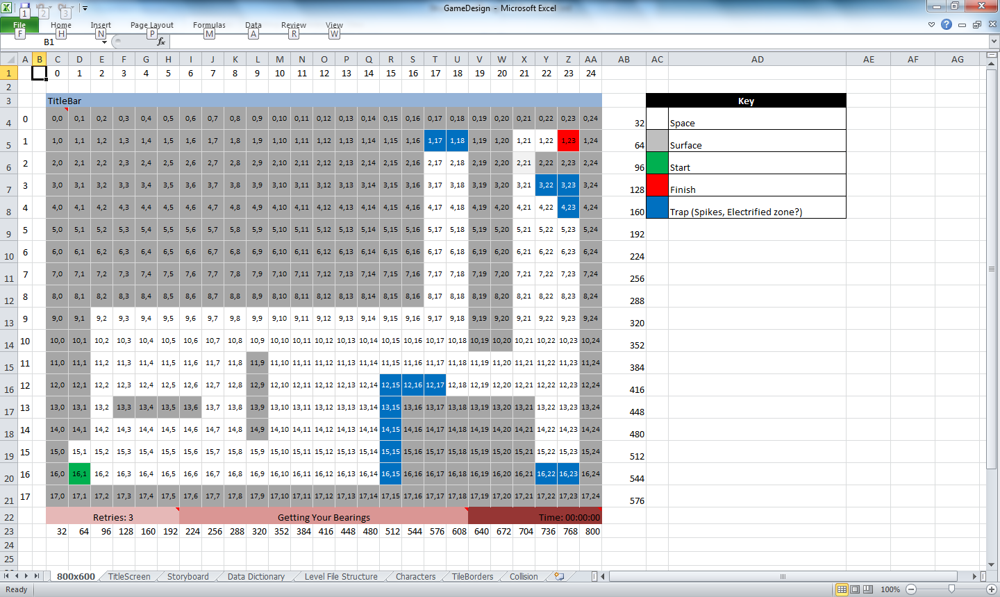 GameDesign - Microsoft Excel
1 2 3
File Home Insert Page Layout Formulas Data Review View
F H N P M A R W
B1 fx
A B C D E F G H I J K L M N O P Q R S T U V W X Y Z AA AB AC AD AE AF AG
1 0 1 2 3 4 5 6 7 8 9 10 11 12 13 14 15 16 17 18 19 20 21 22 23 24
2
3 TitleBar Key
4 0 0,0 0,1 0,2 0,3 0,4 0,5 0,6 0,7 0,8 0,9 0,10 0,11 0,12 0,13 0,14 0,15 0,16 0,17 0,18 0,19 0,20 0,21 0,22 0,23 0,24 32 Space
5 1 1,0 1,1 1,2 1,3 1,4 1,5 1,6 1,7 1,8 1,9 1,10 1,11 1,12 1,13 1,14 1,15 1,16 1,17 1,18 1,19 1,20 1,21 1,22 1,23 1,24 64 Surface
6 2 2,0 2,1 2,2 2,3 2,4 2,5 2,6 2,7 2,8 2,9 2,10 2,11 2,12 2,13 2,14 2,15 2,16 2,17 2,18 2,19 2,20 2,21 2,22 2,23 2,24 96 Start
7 3 3,0 3,1 3,2 3,3 3,4 3,5 3,6 3,7 3,8 3,9 3,10 3,11 3,12 3,13 3,14 3,15 3,16 3,17 3,18 3,19 3,20 3,21 3,22 3,23 3,24 128 Finish
8 4 4,0 4,1 4,2 4,3 4,4 4,5 4,6 4,7 4,8 4,9 4,10 4,11 4,12 4,13 4,14 4,15 4,16 4,17 4,18 4,19 4,20 4,21 4,22 4,23 4,24 160 Trap (Spikes, Electrified zone?)
9 5 5,0 5,1 5,2 5,3 5,4 5,5 5,6 5,7 5,8 5,9 5,10 5,11 5,12 5,13 5,14 5,15 5,16 5,17 5,18 5,19 5,20 5,21 5,22 5,23 5,24 192
10 6 6,0 6,1 6,2 6,3 6,4 6,5 6,6 6,7 6,8 6,9 6,10 6,11 6,12 6,13 6,14 6,15 6,16 6,17 6,18 6,19 6,20 6,21 6,22 6,23 6,24 224
11 7 7,0 7,1 7,2 7,3 7,4 7,5 7,6 7,7 7,8 7,9 7,10 7,11 7,12 7,13 7,14 7,15 7,16 7,17 7,18 7,19 7,20 7,21 7,22 7,23 7,24 256
12 8 8,0 8,1 8,2 8,3 8,4 8,5 8,6 8,7 8,8 8,9 8,10 8,11 8,12 8,13 8,14 8,15 8,16 8,17 8,18 8,19 8,20 8,21 8,22 8,23 8,24 288
13 9 9,0 9,1 9,2 9,3 9,4 9,5 9,6 9,7 9,8 9,9 9,10 9,11 9,12 9,13 9,14 9,15 9,16 9,17 9,18 9,19 9,20 9,21 9,22 9,23 9,24 320
14 10 10,0 10,1 10,2 10,3 10,4 10,5 10,6 10,7 10,8 10,9 10,10 10,11 10,12 10,13 10,14 10,15 10,16 10,17 10,18 10,19 10,20 10,21 10,22 10,23 10,24 352
15 11 11,0 11,1 11,2 11,3 11,4 11,5 11,6 11,7 11,8 11,9 11,10 11,11 11,12 11,13 11,14 11,15 11,16 11,17 11,18 11,19 11,20 11,21 11,22 11,23 11,24 384
16 12 12,0 12,1 12,2 12,3 12,4 12,5 12,6 12,7 12,8 12,9 12,10 12,11 12,12 12,13 12,14 12,15 12,16 12,17 12,18 12,19 12,20 12,21 12,22 12,23 12,24 416
17 13 13,0 13,1 13,2 13,3 13,4 13,5 13,6 13,7 13,8 13,9 13,10 13,11 13,12 13,13 13,14 13,15 13,16 13,17 13,18 13,19 13,20 13,21 13,22 13,23 13,24 448
18 14 14,0 14,1 14,2 14,3 14,4 14,5 14,6 14,7 14,8 14,9 14,10 14,11 14,12 14,13 14,14 14,15 14,16 14,17 14,18 14,19 14,20 14,21 14,22 14,23 14,24 480
19 15 15,0 15,1 15,2 15,3 15,4 15,5 15,6 15,7 15,8 15,9 15,10 15,11 15,12 15,13 15,14 15,15 15,16 15,17 15,18 15,19 15,20 15,21 15,22 15,23 15,24 512
20 16 16,0 16,1 16,2 16,3 16,4 16,5 16,6 16,7 16,8 16,9 16,10 16,11 16,12 16,13 16,14 16,15 16,16 16,17 16,18 16,19 16,20 16,21 16,22 16,23 16,24 544
21 17 17,0 17,1 17,2 17,3 17,4 17,5 17,6 17,7 17,8 17,9 17,10 17,11 17,12 17,13 17,14 17,15 17,16 17,17 17,18 17,19 17,20 17,21 17,22 17,23 17,24 576
22 Retries: 3 Getting Your Bearings Time: 00:00:00
23 32 64 96 128 160 192 224 256 288 320 352 384 416 448 480 512 544 576 608 640 672 704 736 768 800
24
25
800x600 TitleScreen Storyboard Data Dictionary Level File Structure Characters TileBorders Collision
Ready 100%